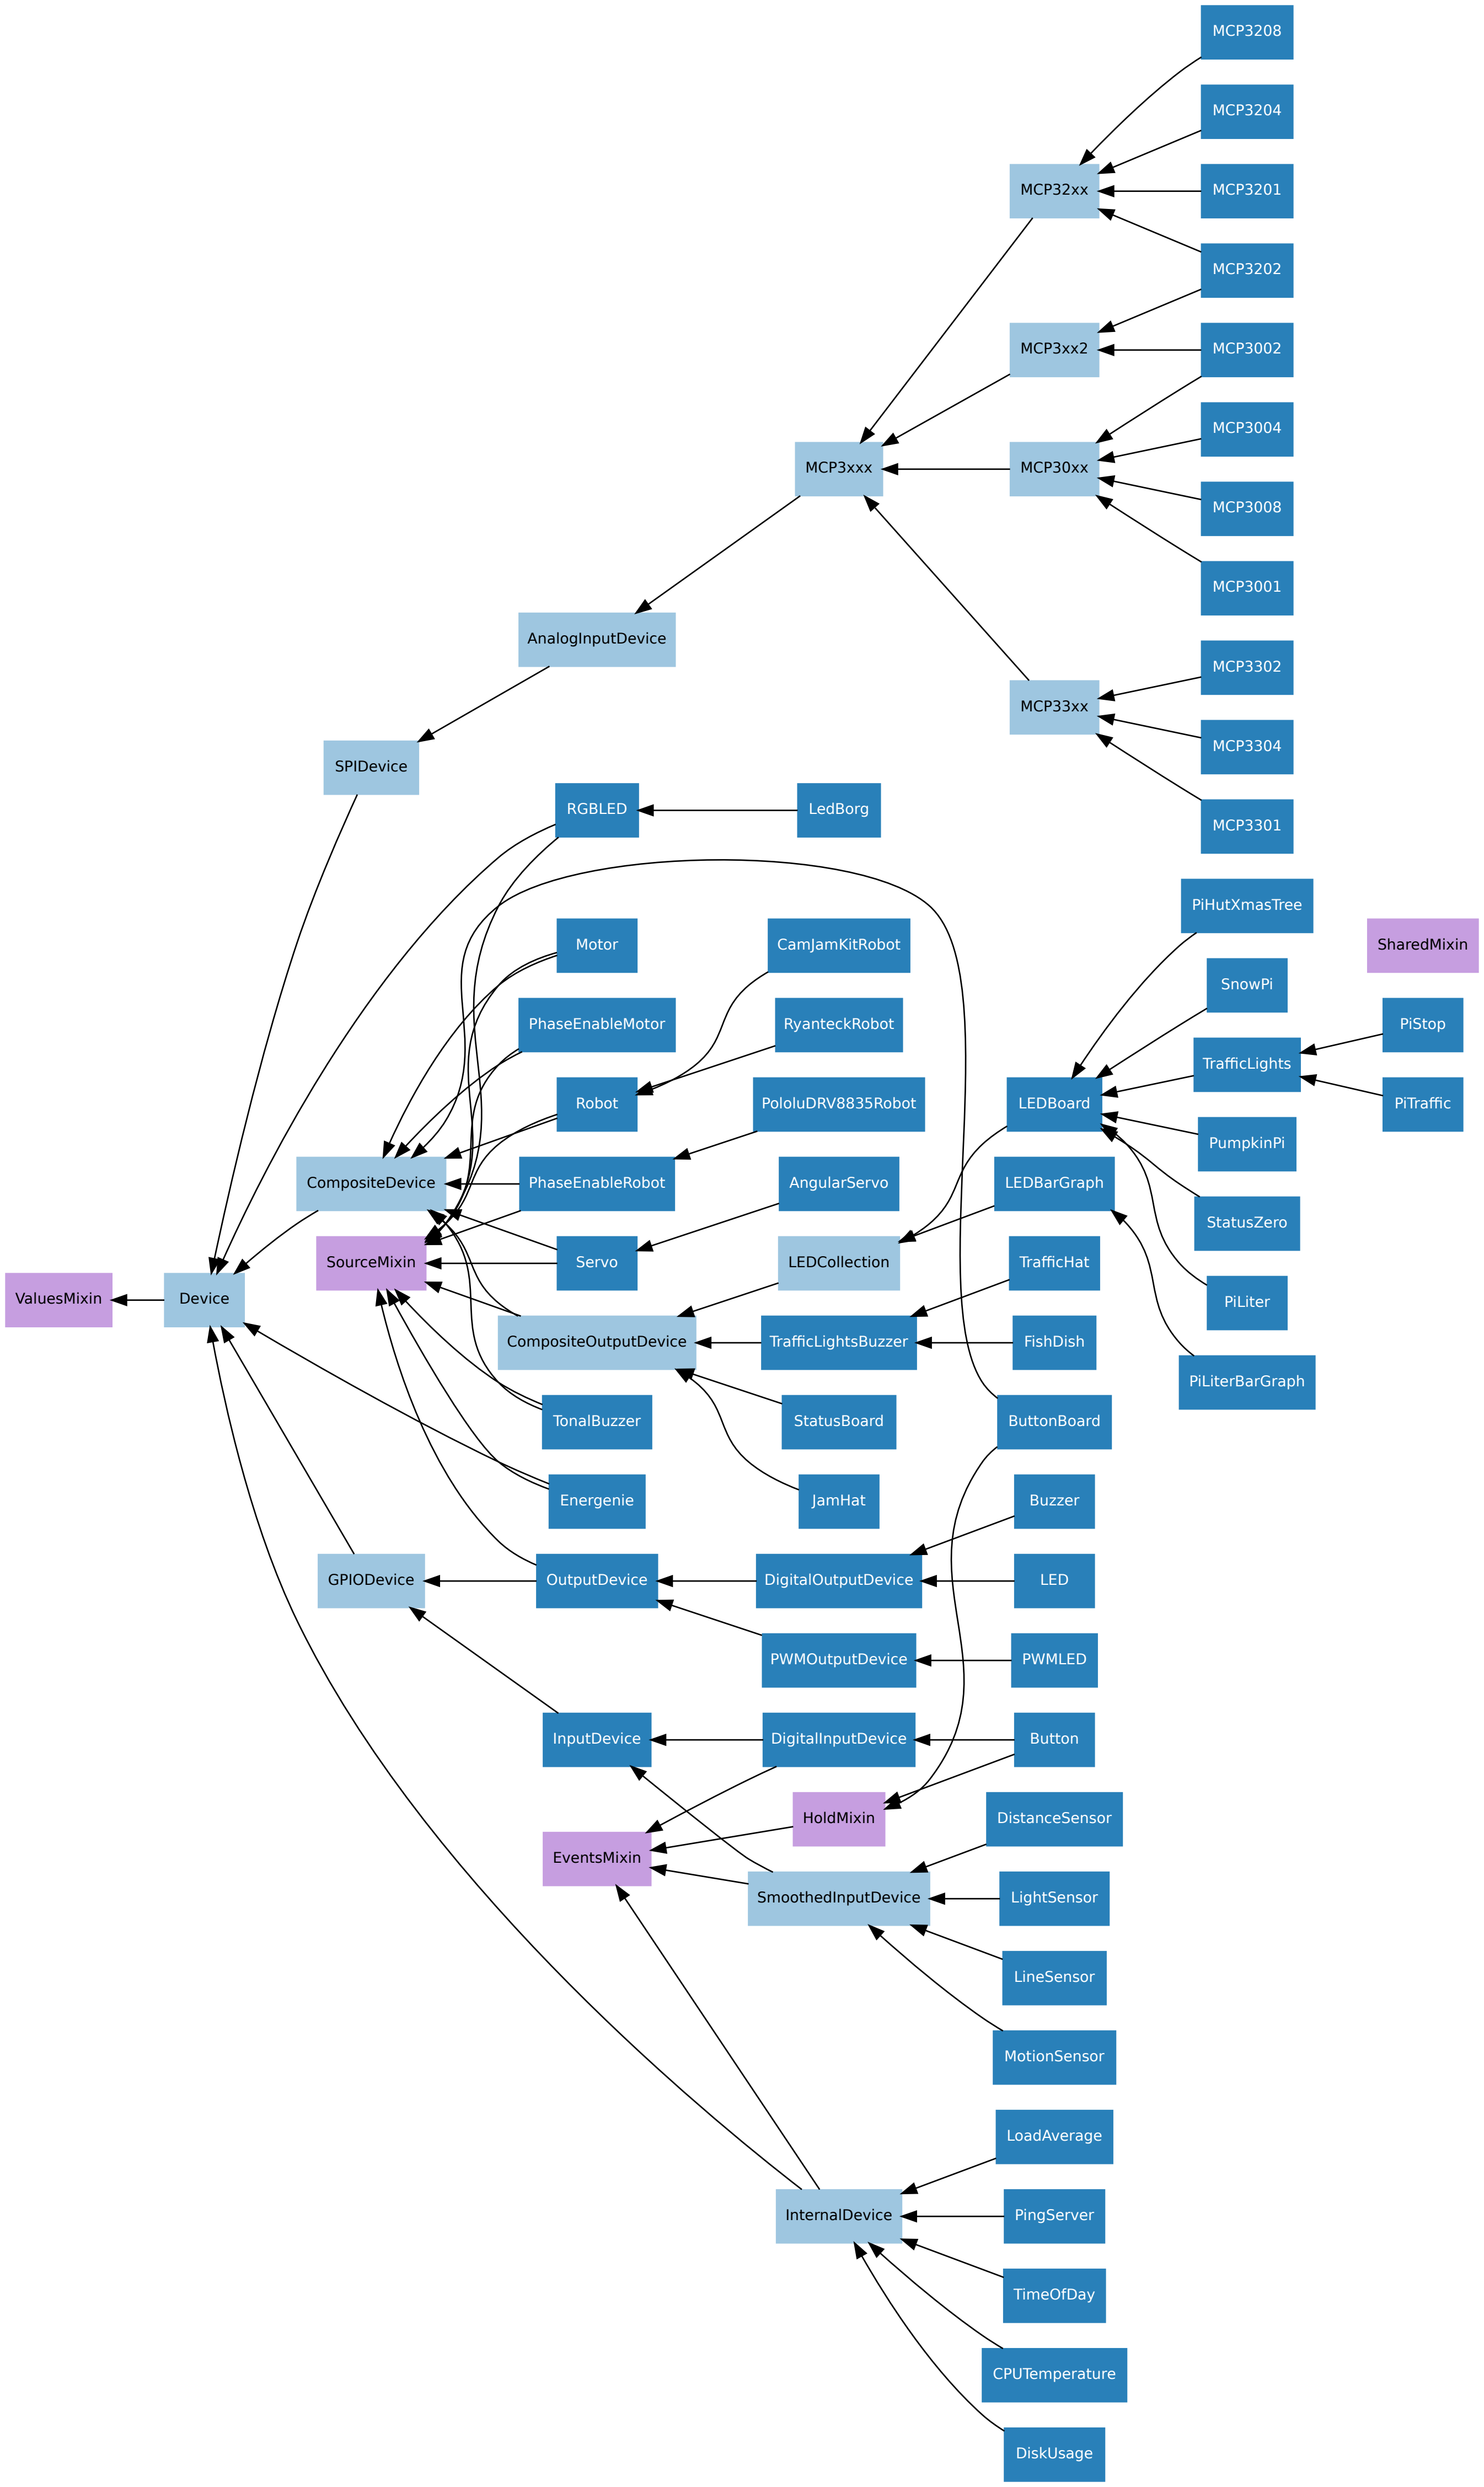 MCP3208
MCP3204
MCP32xx
MCP3201
MCP3202
MCP3xx2
MCP3002
MCP3004
MCP3xxx
MCP30xx
MCP3008
MCP3001
AnalogInputDevice
MCP3302
MCP33xx
MCP3304
SPIDevice
RGBLED
LedBorg
MCP3301
PiHutXmasTree
Motor
CamJamKitRobot
SharedMixin
SnowPi
PhaseEnableMotor
RyanteckRobot
PiStop
TrafficLights
Robot
PololuDRV8835Robot
LEDBoard
PiTraffic
PumpkinPi
CompositeDevice
PhaseEnableRobot
AngularServo
LEDBarGraph
StatusZero
SourceMixin
Servo
LEDCollection
TrafficHat
ValuesMixin
Device
PiLiter
CompositeOutputDevice
TrafficLightsBuzzer
FishDish
PiLiterBarGraph
TonalBuzzer
StatusBoard
ButtonBoard
Energenie
JamHat
Buzzer
GPIODevice
OutputDevice
DigitalOutputDevice
LED
PWMOutputDevice
PWMLED
InputDevice
DigitalInputDevice
Button
HoldMixin
DistanceSensor
EventsMixin
SmoothedInputDevice
LightSensor
LineSensor
MotionSensor
LoadAverage
InternalDevice
PingServer
TimeOfDay
CPUTemperature
DiskUsage